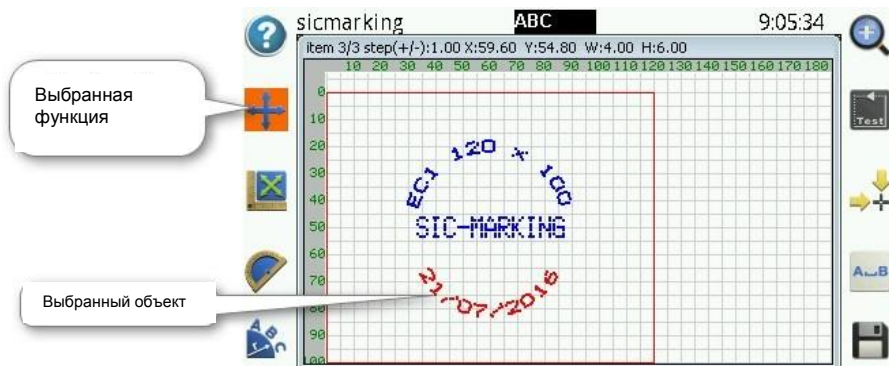 sicmarking ABC 9:05:34
item 3/3 step(+/-):1.00 X:59.60 Y:54.80 W:4.00 H:6.00
10 20 30 40 50 60 70 80 90 100 110 120 130 140 150 160 170 180
0
10
20
30
40
50
60
70
80
90
100
Выбранная
функция
Test
EC1 120 x 100
SIC-MARKING
21/07/2016
A B
Выбранный объект
A B C